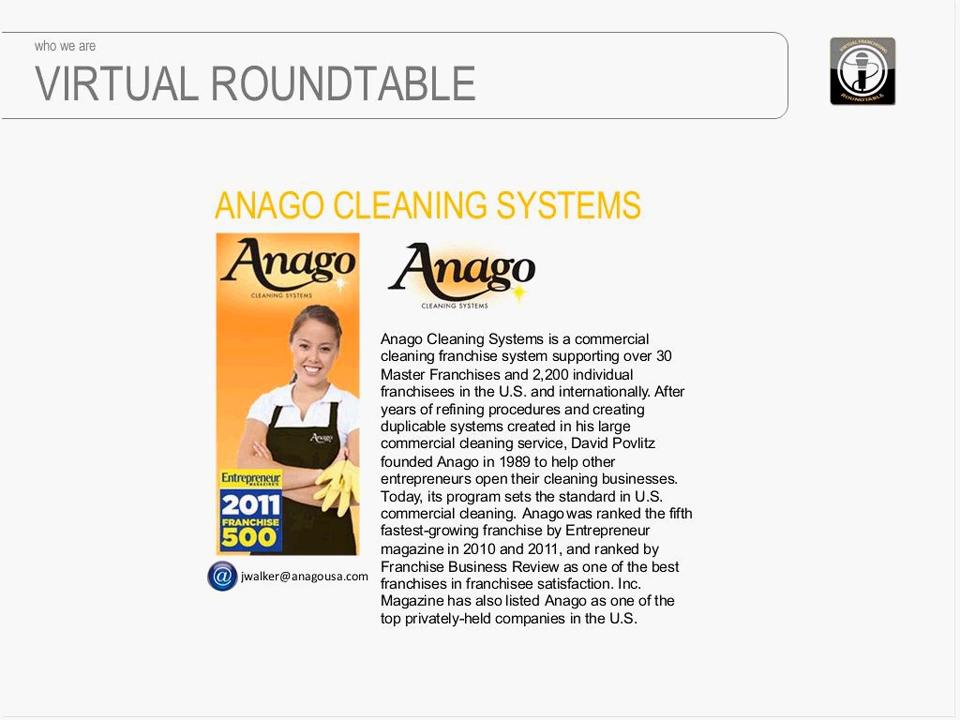 who we are
VIRTUAL ROUNDTABLE
VIRTUAL FRANCHISING
ROUNDTABLE
ANAGO CLEANING SYSTEMS
Anago
CLEANING SYSTEMS
Anago
Entrepreneur
MAGAZINE'S
2011
FRANCHISE
500
jwalker@anagousa.com
Anago
CLEANING SYSTEMS
Anago Cleaning Systems is a commercial
cleaning franchise system supporting over 30
Master Franchises and 2,200 individual
franchisees in the U.S. and internationally. After
years of refining procedures and creating
duplicable systems created in his large
commercial cleaning service, David Povlitz
founded Anago in 1989 to help other
entrepreneurs open their cleaning businesses.
Today, its program sets the standard in U.S.
commercial cleaning. Anago was ranked the fifth
fastest-growing franchise by Entrepreneur
magazine in 2010 and 2011, and ranked by
Franchise Business Review as one of the best
franchises in franchisee satisfaction. Inc.
Magazine has also listed Anago as one of the
top privately-held companies in the U.S.